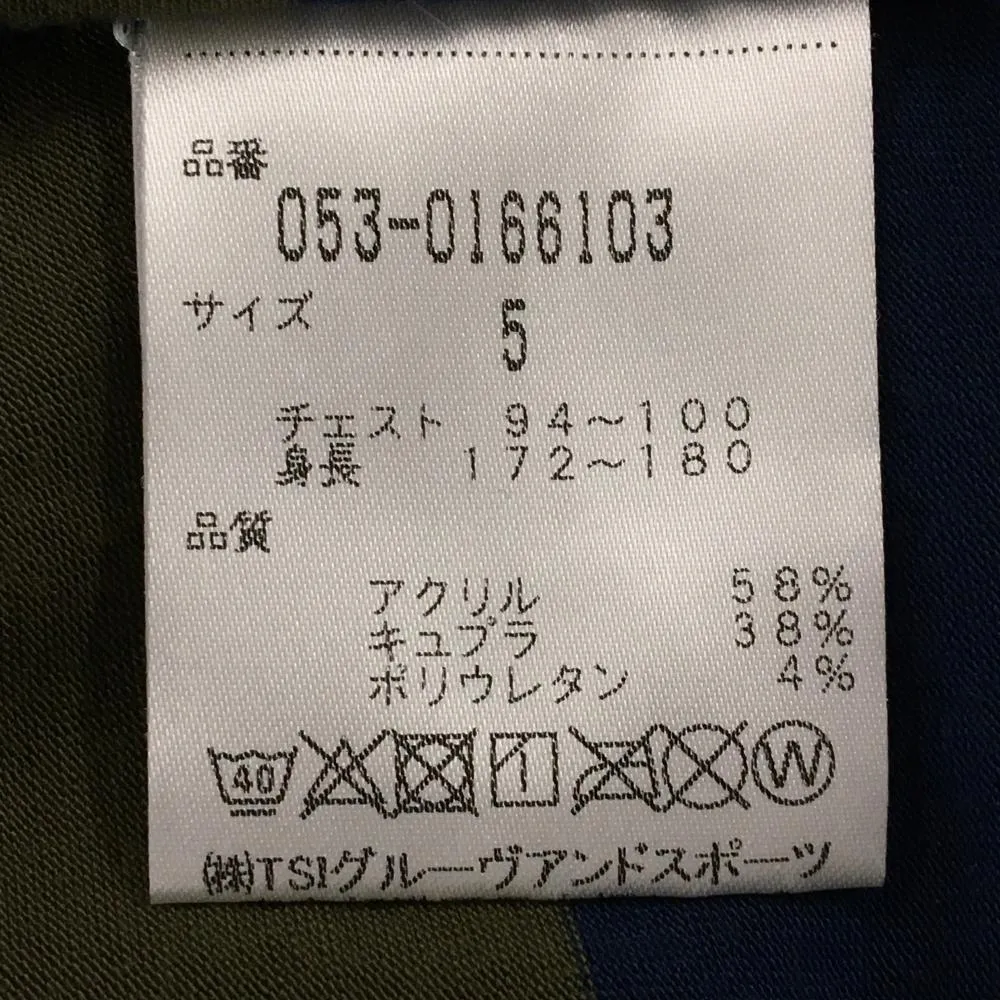 品番
053-0166103
サイズ 5
チェスト 94～100
身長 172～180
品質
アクリル 58%
キュプラ 38%
ポリウレタン 4%
40 W
㈱TSIグルーヴアンドスポーツ